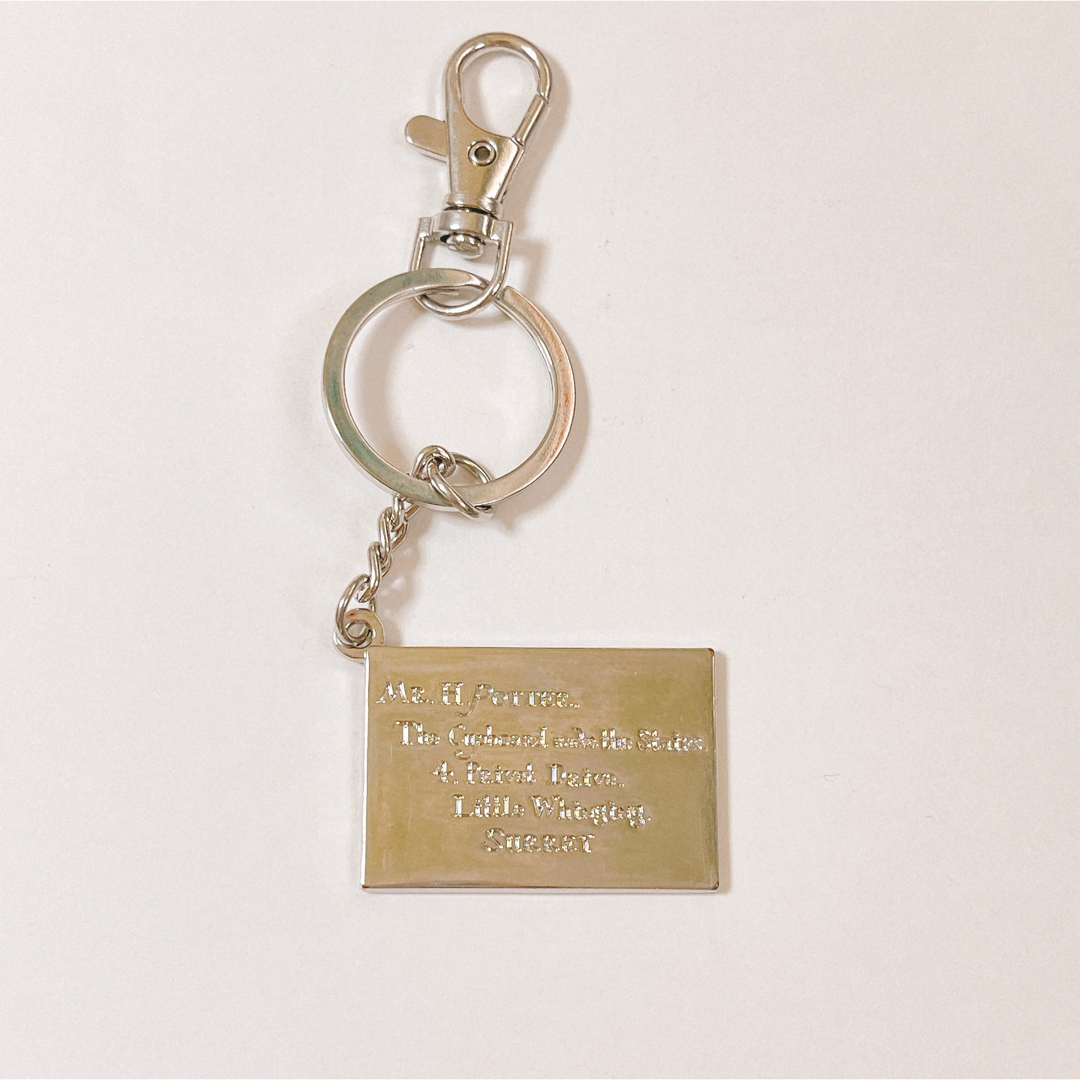 Mr. H. Potter.
The Cupboard under the Stairs
4. Privet Drive.
Little Whinging.
Surrey